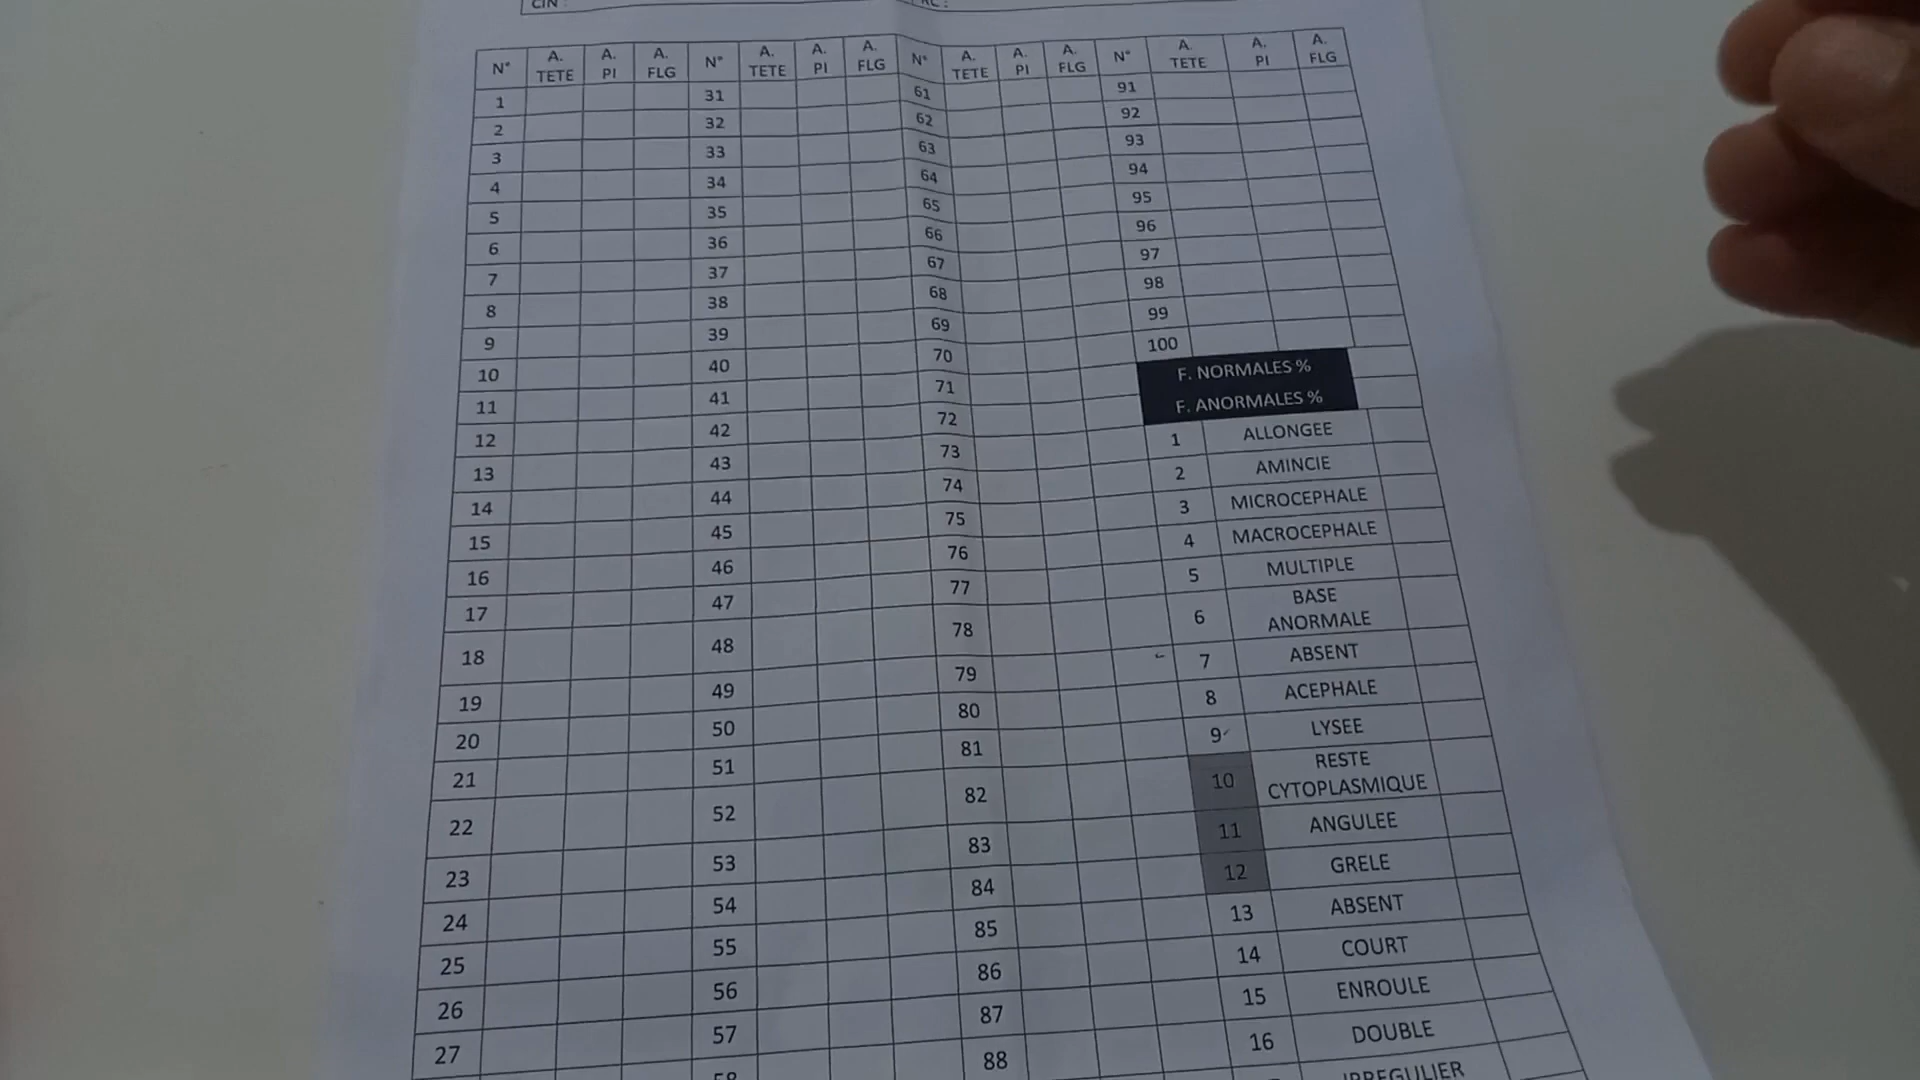 CIN :
RC :
N° A. TETE A. PI A. FLG N° A. TETE A. PI A. FLG N° A. TETE A. PI A. FLG N° A. TETE A. PI A. FLG
1 31 61 91
2 32 62 92
3 33 63 93
4 34 64 94
5 35 65 95
6 36 66 96
7 37 67 97
8 38 68 98
9 39 69 99
10 40 70 100
11 41 71 F. NORMALES %
12 42 72 F. ANORMALES %
13 43 73 1 ALLONGEE
14 44 74 2 AMINCIE
15 45 75 3 MICROCEPHALE
16 46 76 4 MACROCEPHALE
17 47 77 5 MULTIPLE
18 48 78 6 BASE ANORMALE
19 49 79 7 ABSENT
20 50 80 8 ACEPHALE
21 51 81 9 LYSEE
22 52 82 10 RESTE CYTOPLASMIQUE
23 53 83 11 ANGULEE
24 54 84 12 GRELE
25 55 85 13 ABSENT
26 56 86 14 COURT
27 57 87 15 ENROULE
58 88 16 DOUBLE
IRREGULIER